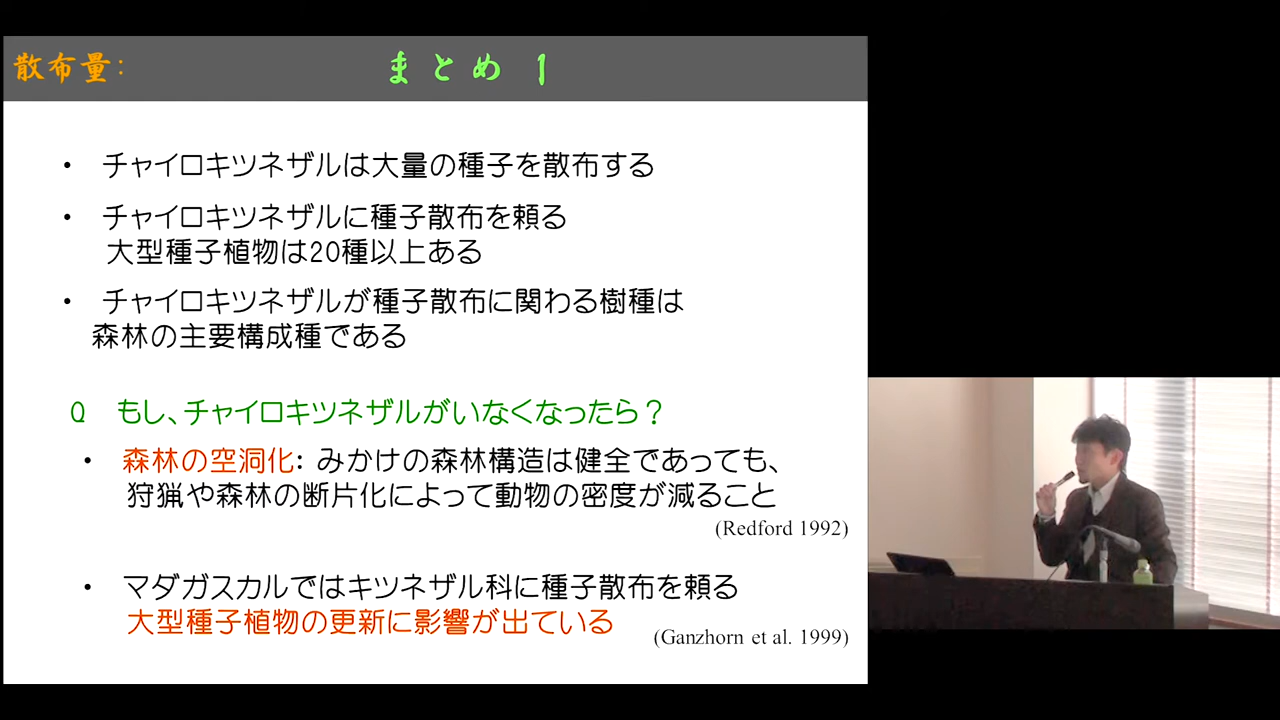 散布量:
まとめ 1
・ チャイロキツネザルは大量の種子を散布する
・ チャイロキツネザルに種子散布を頼る
大型種子植物は20種以上ある
・ チャイロキツネザルが種子散布に関わる樹種は
森林の主要構成種である
Q もし、チャイロキツネザルがいなくなったら？
・ 森林の空洞化: みかけの森林構造は健全であっても、
狩猟や森林の断片化によって動物の密度が減ること
(Redford 1992)
・ マダガスカルではキツネザル科に種子散布を頼る
大型種子植物の更新に影響が出ている
(Ganzhorn et al. 1999)